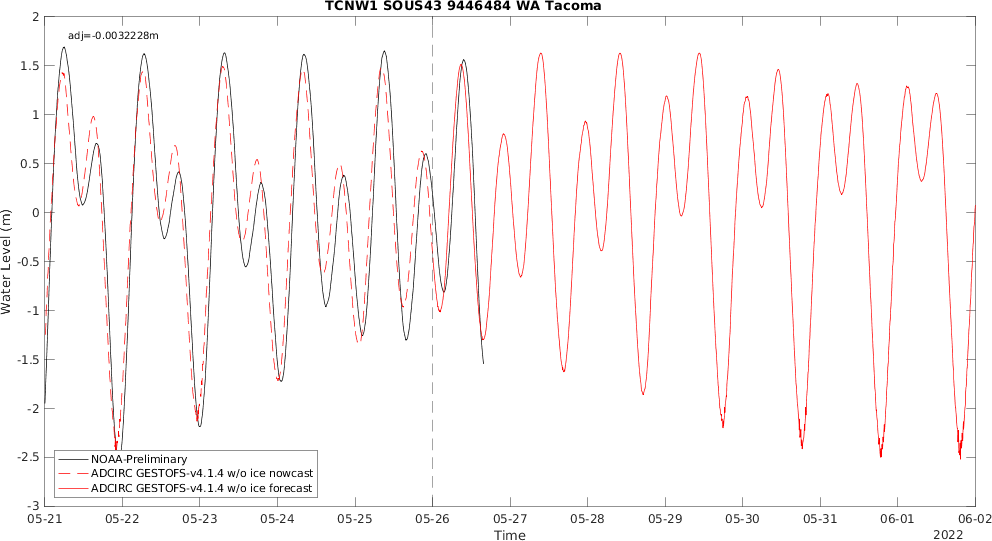 TCNW1 SOUS43 9446484 WA Tacoma
adj=-0.0032228m
2
1.5
1
0.5
0
-0.5
-1
-1.5
-2
-2.5
-3
Water Level (m)
NOAA-Preliminary
ADCIRC GESTOFS-v4.1.4 w/o ice nowcast
ADCIRC GESTOFS-v4.1.4 w/o ice forecast
05-21 05-22 05-23 05-24 05-25 05-26 05-27 05-28 05-29 05-30 05-31 06-01 06-02
Time
2022